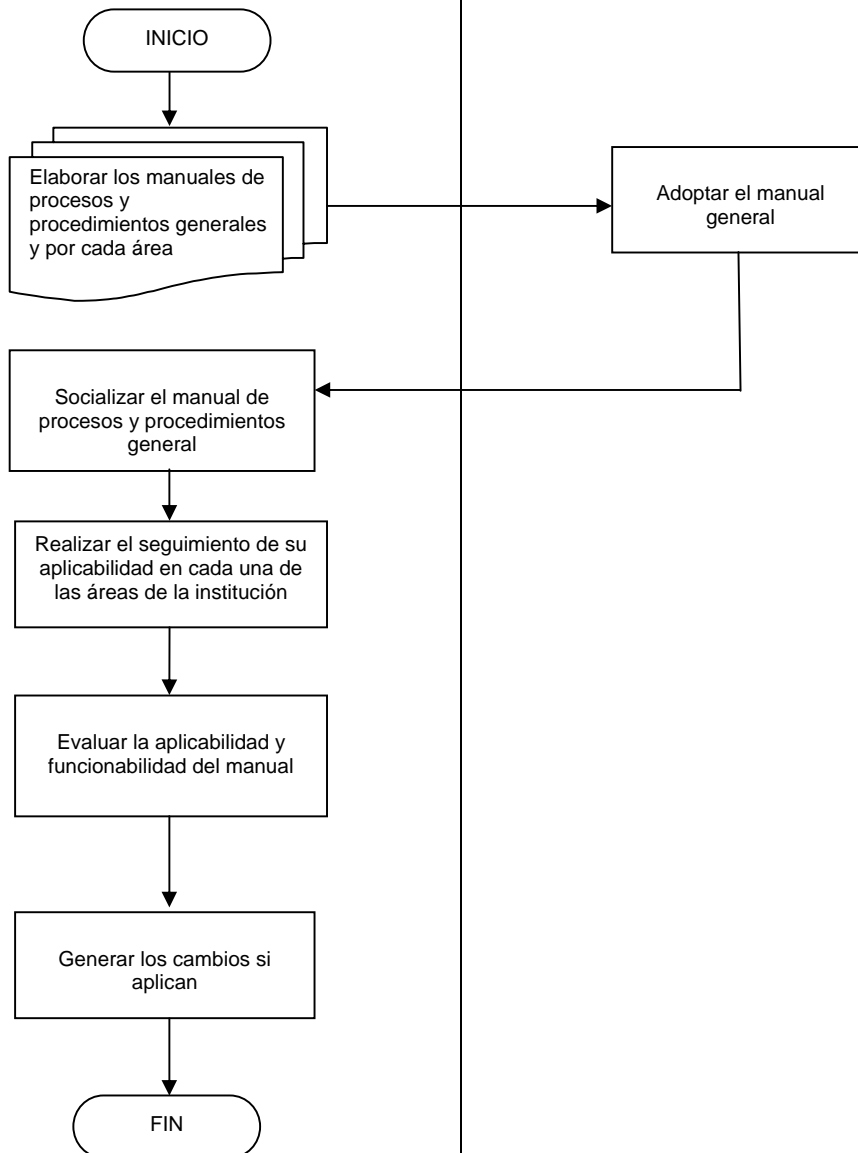 INICIO
Elaborar los manuales de
procesos y
procedimientos generales
y por cada área
Adoptar el manual
general
Socializar el manual de
procesos y procedimientos
general
Realizar el seguimiento de su
aplicabilidad en cada una de
las áreas de la institución
Evaluar la aplicabilidad y
funcionabilidad del manual
Generar los cambios si
aplican
FIN